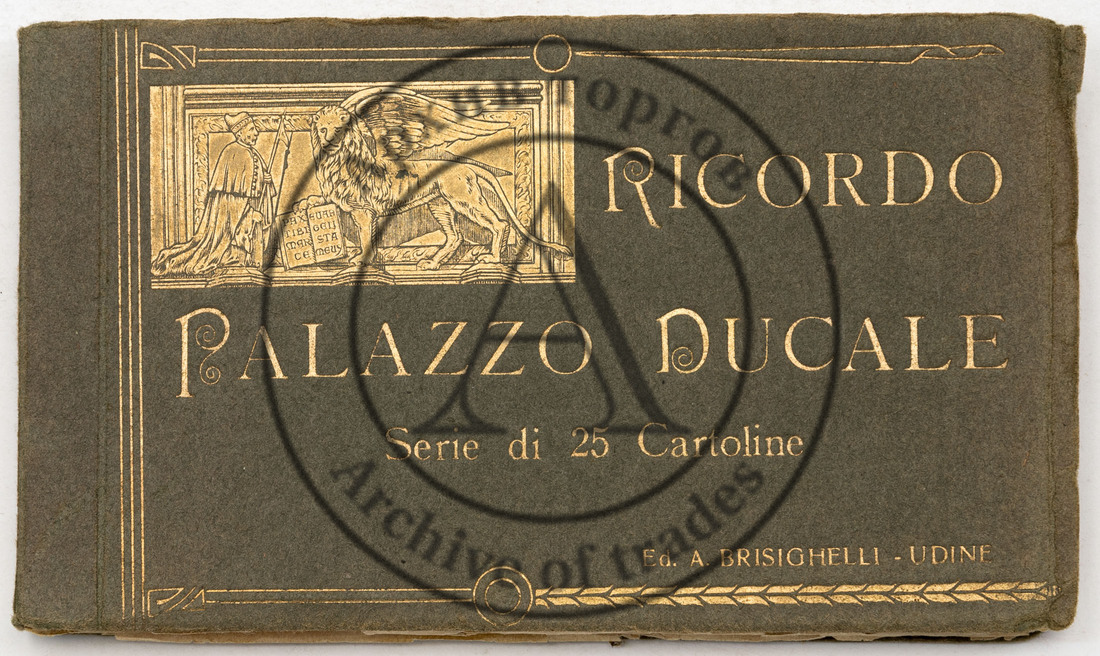 RICORDO
PALAZZO DUCALE
Serie di 25 Cartoline
Ed. A. BRISIGHELLI - UDINE
Archive of trades
A